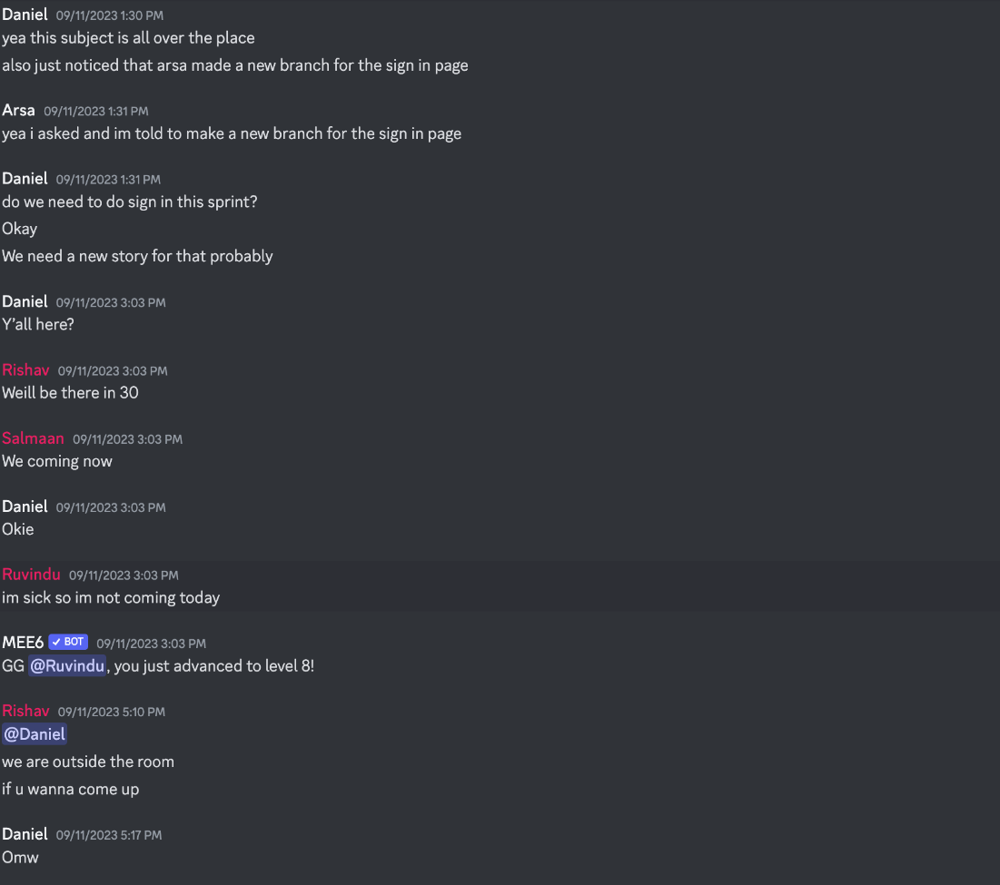 Daniel 09/11/2023 1:30 PM
yea this subject is all over the place
also just noticed that arsa made a new branch for the sign in page
Arsa 09/11/2023 1:31 PM
yea i asked and im told to make a new branch for the sign in page
Daniel 09/11/2023 1:31 PM
do we need to do sign in this sprint?
Okay
We need a new story for that probably
Daniel 09/11/2023 3:03 PM
Y'all here?
Rishav 09/11/2023 3:03 PM
Weill be there in 30
Salmaan 09/11/2023 3:03 PM
We coming now
Daniel 09/11/2023 3:03 PM
Okie
Ruvindu 09/11/2023 3:03 PM
im sick so im not coming today
MEE6 ✓ BOT 09/11/2023 3:03 PM
GG @Ruvindu, you just advanced to level 8!
Rishav 09/11/2023 5:10 PM
@Daniel
we are outside the room
if u wanna come up
Daniel 09/11/2023 5:17 PM
Omw